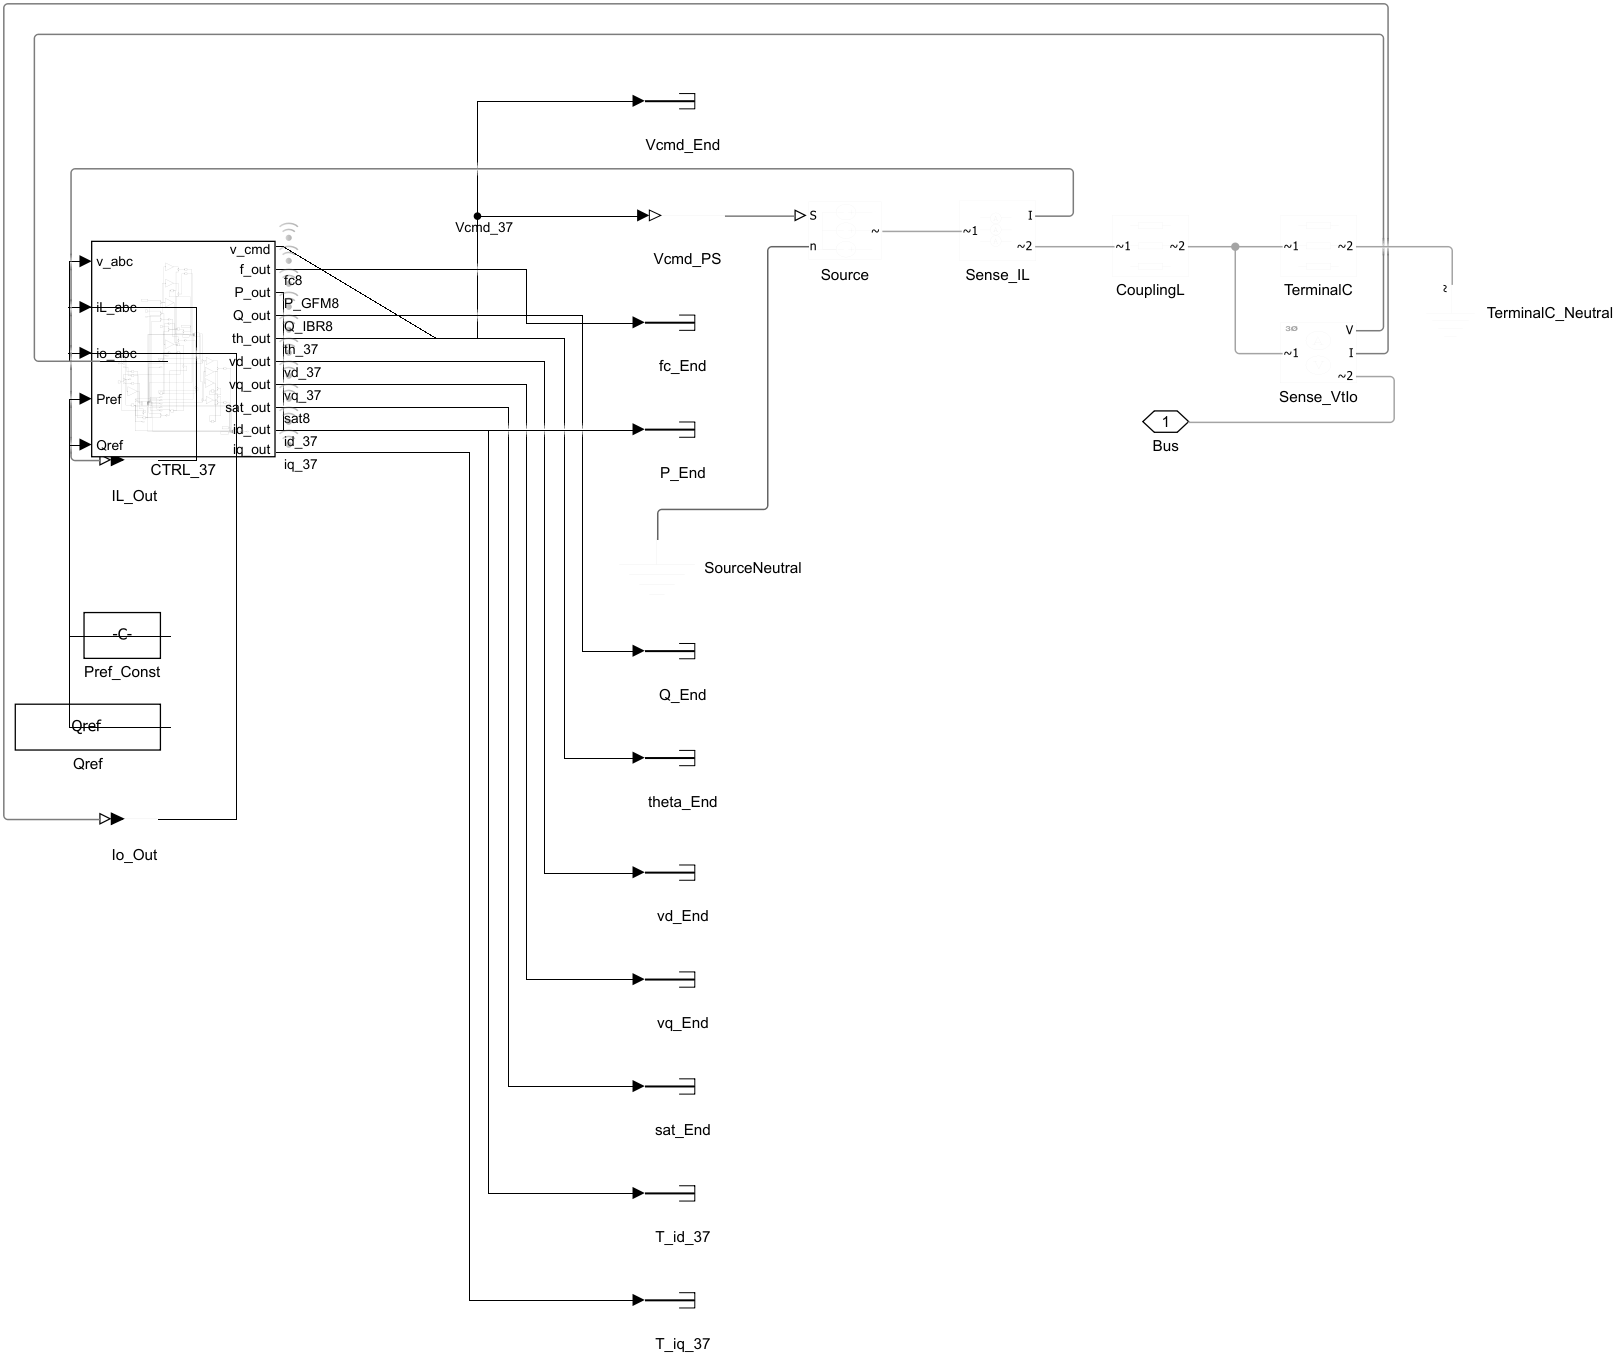 Vcmd_End
Vcmd_37
Vcmd_PS
S
n
~
Source
~1
I
~2
Sense_IL
~1
~2
CouplingL
~1
~2
TerminalC
~
TerminalC_Neutral
3Ø
V
~1
I
~2
Sense_VtIo
1
Bus
v_abc
iL_abc
io_abc
Pref
Qref
v_cmd
f_out
P_out
Q_out
th_out
vd_out
vq_out
sat_out
id_out
iq_out
CTRL_37
fc8
P_GFM8
Q_IBR8
th_37
vd_37
vq_37
sat8
id_37
iq_37
IL_Out
fc_End
P_End
SourceNeutral
-C-
Pref_Const
Qref
Qref
Io_Out
Q_End
theta_End
vd_End
vq_End
sat_End
T_id_37
T_iq_37